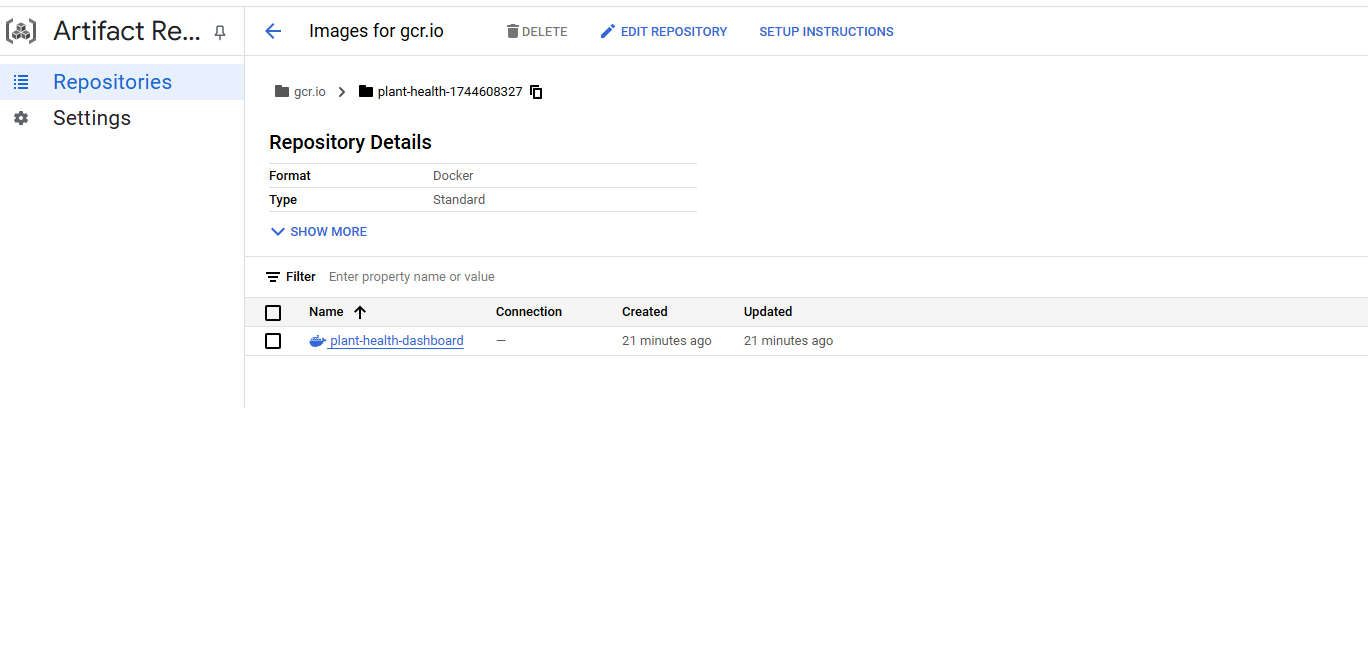 Artifact Re...
Images for gcr.io
DELETE
EDIT REPOSITORY
SETUP INSTRUCTIONS
Repositories
Settings
gcr.io
plant-health-1744608327
Repository Details
Format Docker
Type Standard
SHOW MORE
Filter Enter property name or value
Name Connection Created Updated
plant-health-dashboard — 21 minutes ago 21 minutes ago